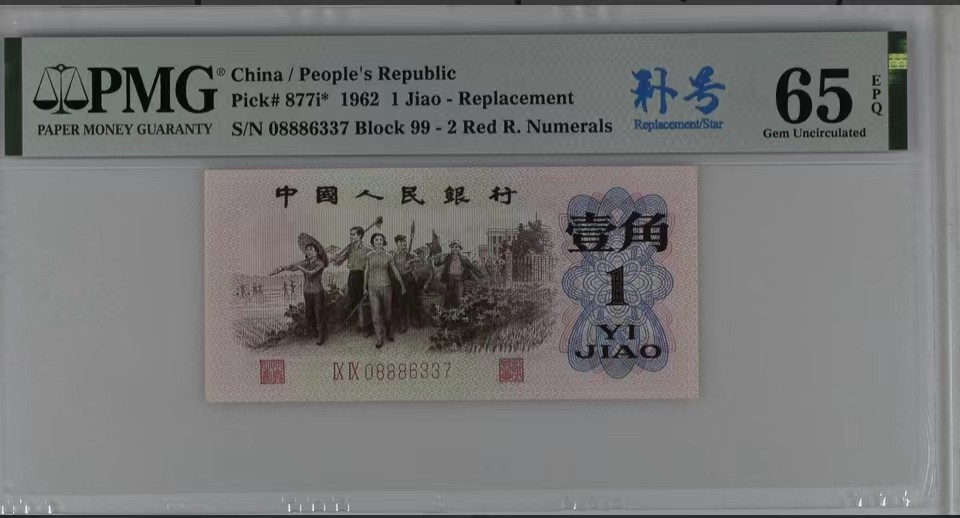 PMG®
PAPER MONEY GUARANTY
China / People's Republic
Pick# 877i* 1962 1 Jiao - Replacement
S/N 08886337 Block 99 - 2 Red R. Numerals
补号
Replacement/Star
65
EPQ
Gem Uncirculated
中國人民銀行
壹角
1
YI
JIAO
IX IX 08886337